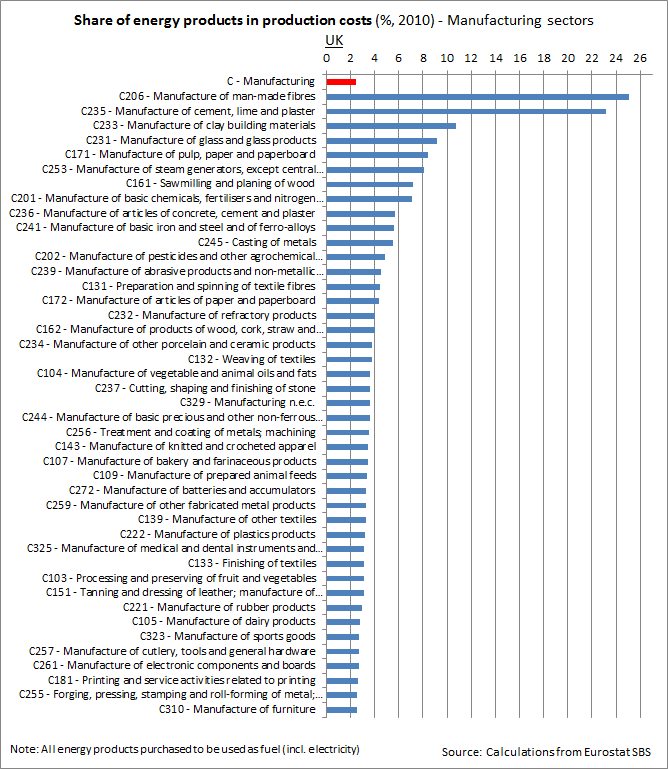 Share of energy products in production costs (%, 2010) - Manufacturing sectors
UK
0 2 4 6 8 10 12 14 16 18 20 22 24 26
C - Manufacturing
C206 - Manufacture of man-made fibres
C235 - Manufacture of cement, lime and plaster
C233 - Manufacture of clay building materials
C231 - Manufacture of glass and glass products
C171 - Manufacture of pulp, paper and paperboard
C253 - Manufacture of steam generators, except central...
C161 - Sawmilling and planing of wood
C201 - Manufacture of basic chemicals, fertilisers and nitrogen...
C236 - Manufacture of articles of concrete, cement and plaster
C241 - Manufacture of basic iron and steel and of ferro-alloys
C245 - Casting of metals
C202 - Manufacture of pesticides and other agrochemical...
C239 - Manufacture of abrasive products and non-metallic...
C131 - Preparation and spinning of textile fibres
C172 - Manufacture of articles of paper and paperboard
C232 - Manufacture of refractory products
C162 - Manufacture of products of wood, cork, straw and...
C234 - Manufacture of other porcelain and ceramic products
C132 - Weaving of textiles
C104 - Manufacture of vegetable and animal oils and fats
C237 - Cutting, shaping and finishing of stone
C329 - Manufacturing n.e.c.
C244 - Manufacture of basic precious and other non-ferrous...
C256 - Treatment and coating of metals; machining
C143 - Manufacture of knitted and crocheted apparel
C107 - Manufacture of bakery and farinaceous products
C109 - Manufacture of prepared animal feeds
C272 - Manufacture of batteries and accumulators
C259 - Manufacture of other fabricated metal products
C139 - Manufacture of other textiles
C222 - Manufacture of plastics products
C325 - Manufacture of medical and dental instruments and...
C133 - Finishing of textiles
C103 - Processing and preserving of fruit and vegetables
C151 - Tanning and dressing of leather; manufacture of...
C221 - Manufacture of rubber products
C105 - Manufacture of dairy products
C323 - Manufacture of sports goods
C257 - Manufacture of cutlery, tools and general hardware
C261 - Manufacture of electronic components and boards
C181 - Printing and service activities related to printing
C255 - Forging, pressing, stamping and roll-forming of metal;...
C310 - Manufacture of furniture
Note: All energy products purchased to be used as fuel (incl. electricity)
Source: Calculations from Eurostat SBS